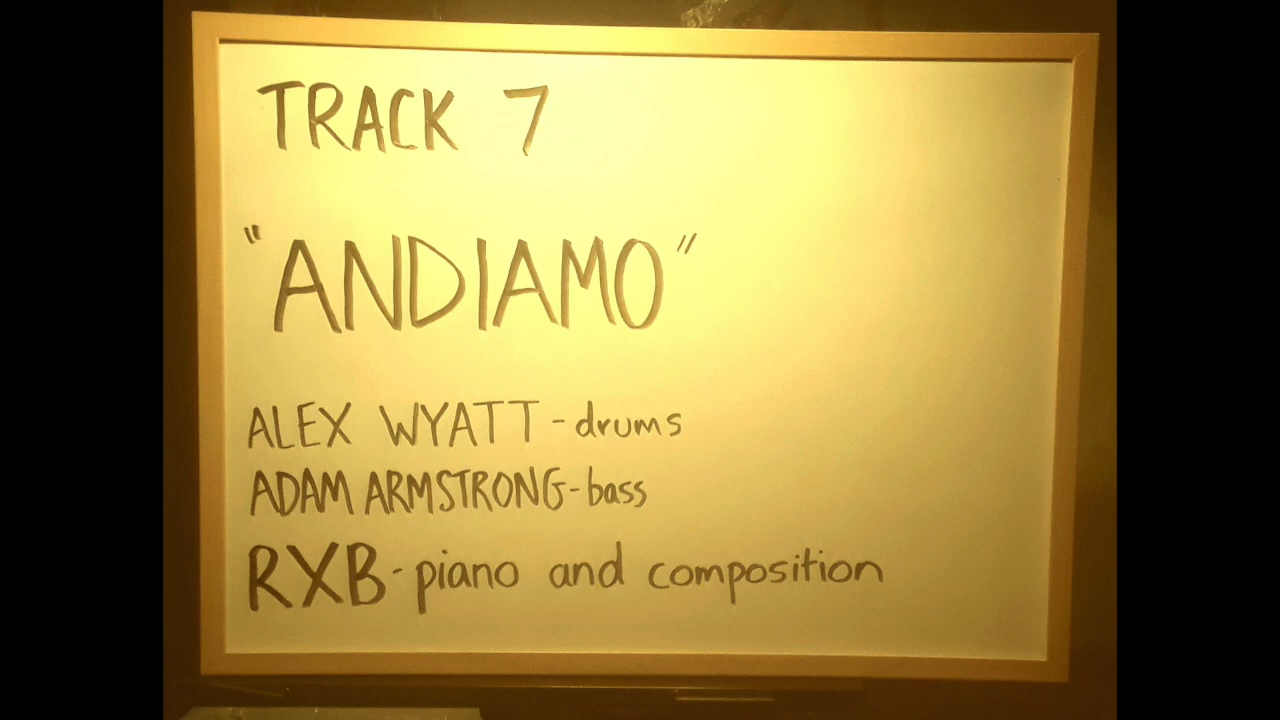 TRACK 7
"ANDIAMO"
ALEX WYATT - drums
ADAM ARMSTRONG - bass
RXB - piano and composition